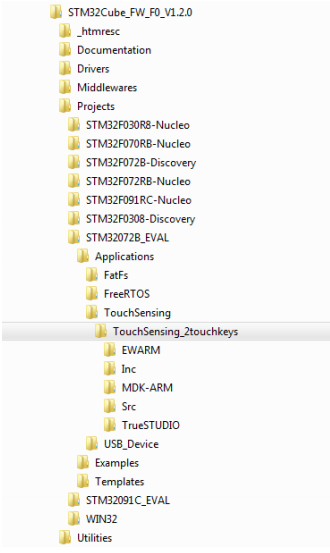 STM32Cube_FW_F0_V1.2.0
_htmresc
Documentation
Drivers
Middlewares
Projects
STM32F030R8-Nucleo
STM32F070RB-Nucleo
STM32F072B-Discovery
STM32F072RB-Nucleo
STM32F091RC-Nucleo
STM32F0308-Discovery
STM32072B_EVAL
Applications
FatFs
FreeRTOS
TouchSensing
TouchSensing_2touchkeys
EWARM
Inc
MDK-ARM
Src
TrueSTUDIO
USB_Device
Examples
Templates
STM32091C_EVAL
WIN32
Utilities